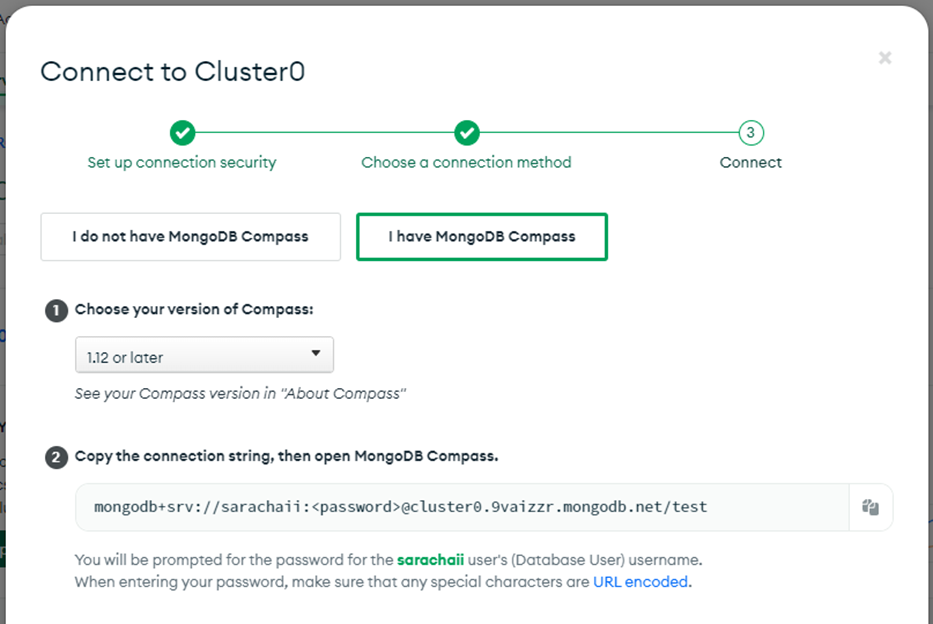 Connect to Cluster0
×
3
Set up connection security
Choose a connection method
Connect
I do not have MongoDB Compass
I have MongoDB Compass
1 Choose your version of Compass:
1.12 or later
See your Compass version in "About Compass"
2 Copy the connection string, then open MongoDB Compass.
mongodb+srv://sarachaii:<password>@cluster0.9vaizzr.mongodb.net/test
You will be prompted for the password for the sarachaii user's (Database User) username.
When entering your password, make sure that any special characters are URL encoded.